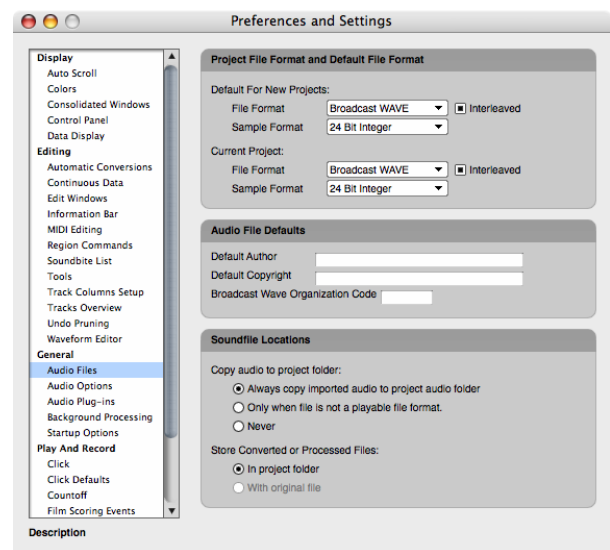 Preferences and Settings
Display
Auto Scroll
Colors
Consolidated Windows
Control Panel
Data Display
Editing
Automatic Conversions
Continuous Data
Edit Windows
Information Bar
MIDI Editing
Region Commands
Soundbite List
Tools
Track Columns Setup
Tracks Overview
Undo Pruning
Waveform Editor
General
Audio Files
Audio Options
Audio Plug-ins
Background Processing
Startup Options
Play And Record
Click
Click Defaults
Countoff
Film Scoring Events
Description
Project File Format and Default File Format
Default For New Projects:
File Format Broadcast WAVE Interleaved
Sample Format 24 Bit Integer
Current Project:
File Format Broadcast WAVE Interleaved
Sample Format 24 Bit Integer
Audio File Defaults
Default Author
Default Copyright
Broadcast Wave Organization Code
Soundfile Locations
Copy audio to project folder:
Always copy imported audio to project audio folder
Only when file is not a playable file format.
Never
Store Converted or Processed Files:
In project folder
With original file